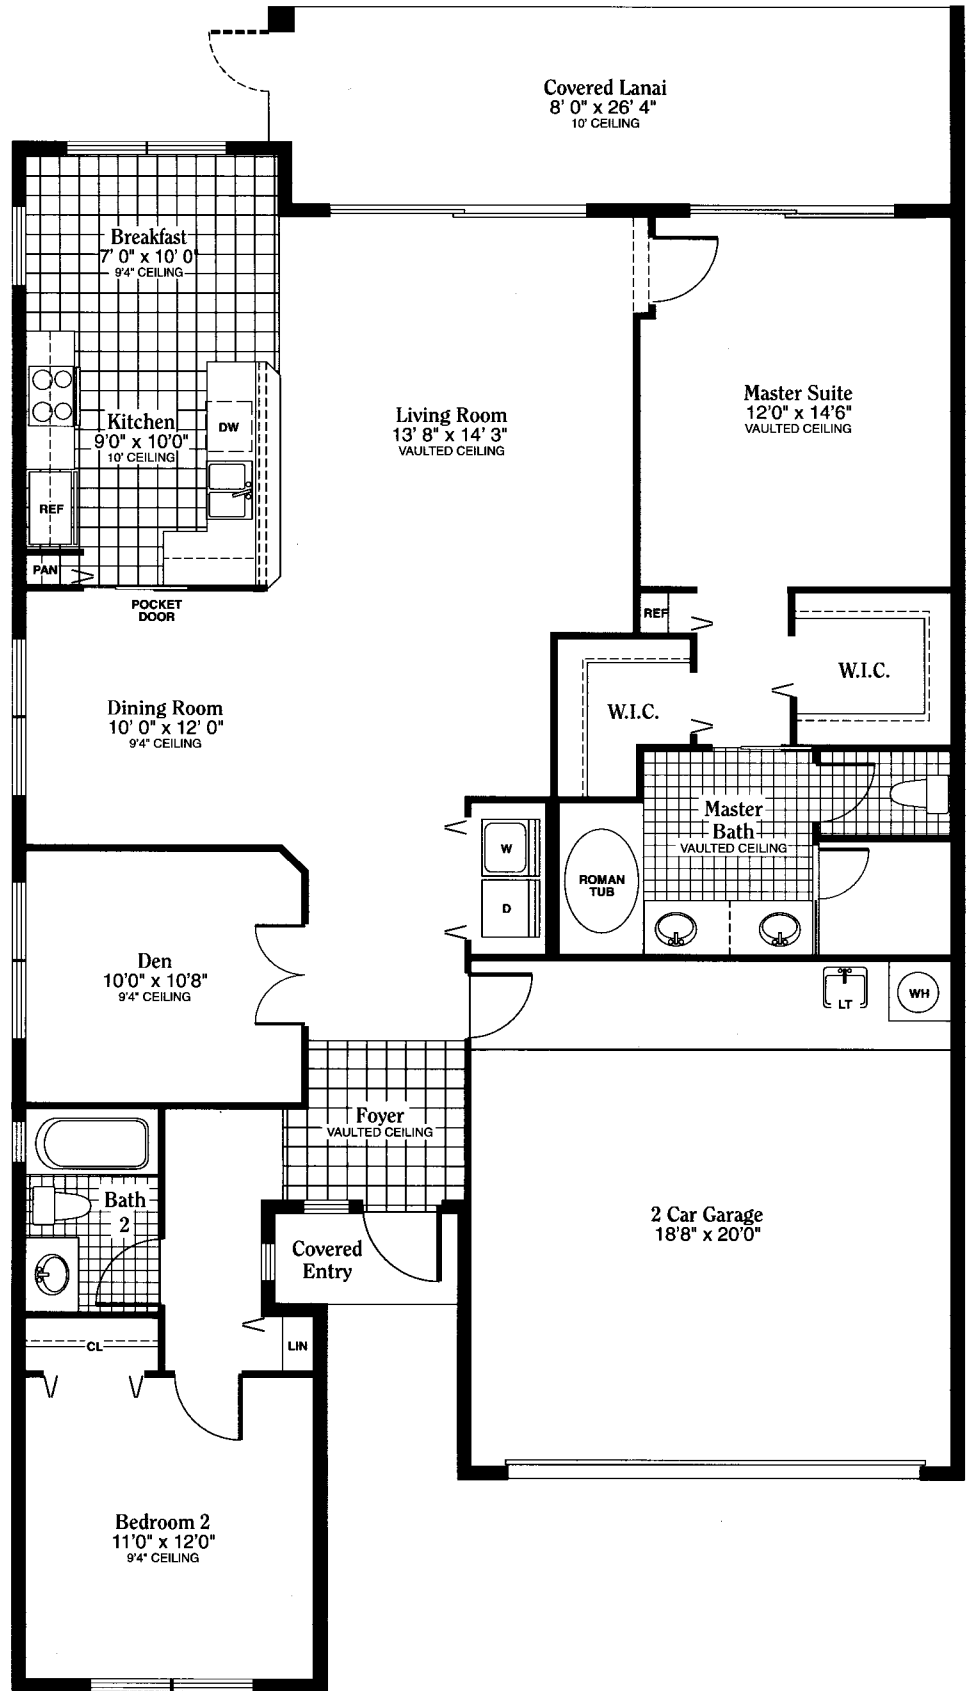 Covered Lanai
8' 0" x 26' 4"
10' CEILING
Breakfast
7' 0" x 10' 0"
9'4" CEILING
Kitchen
9'0" x 10'0"
10' CEILING
DW
REF
PAN
POCKET
DOOR
Living Room
13' 8" x 14' 3"
VAULTED CEILING
Master Suite
12'0" x 14'6"
VAULTED CEILING
REF
W.I.C.
W.I.C.
Dining Room
10' 0" x 12' 0"
9'4" CEILING
Master
Bath
VAULTED CEILING
W
D
ROMAN
TUB
Den
10'0" x 10'8"
9'4" CEILING
LT
WH
Foyer
VAULTED CEILING
Bath
2
Covered
Entry
2 Car Garage
18'8" x 20'0"
CL
LIN
Bedroom 2
11'0" x 12'0"
9'4" CEILING